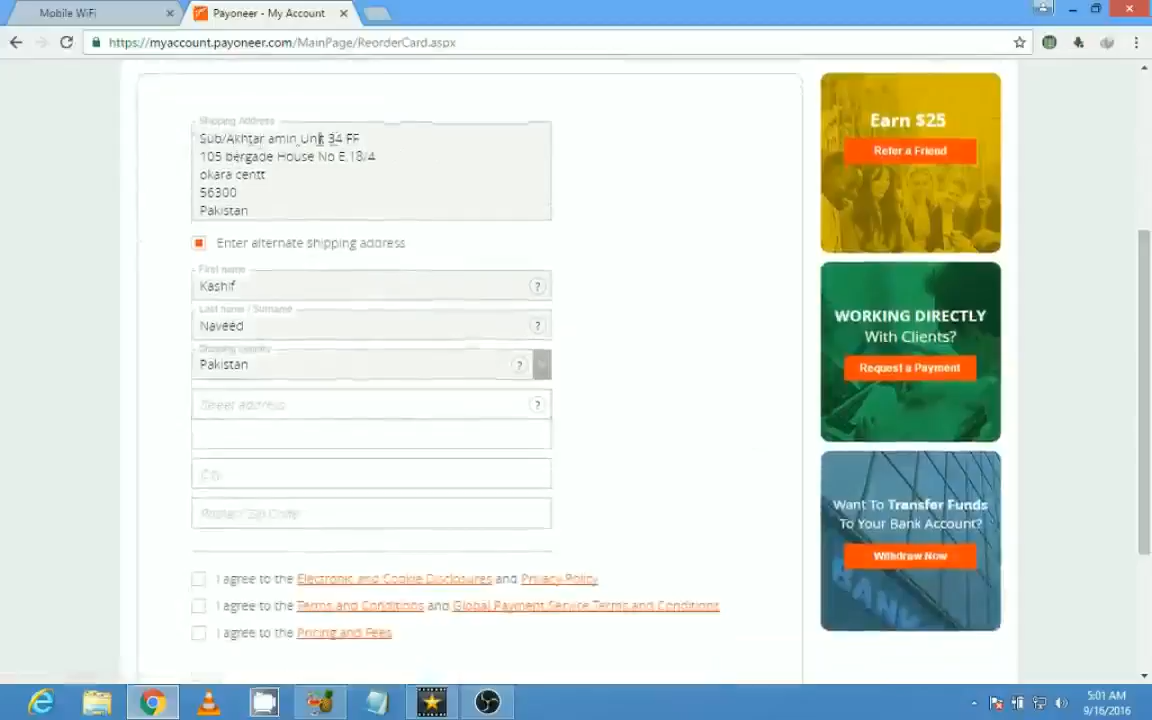 Mobile WiFi
Payoneer - My Account
https://myaccount.payoneer.com/MainPage/ReorderCard.aspx
Shipping Address
Sub/Akhtar amin Unit 34 FF
105 bergade House No E 18/4
okara centt
56300
Pakistan
Enter alternate shipping address
First name
Kashif
?
Last name / Surname
Naveed
?
Shipping country
Pakistan
?
Street address
?
City
Postal / Zip Code
I agree to the Electronic and Cookie Disclosures and Privacy Policy
I agree to the Terms and Conditions and Global Payment Service Terms and Conditions
I agree to the Pricing and Fees
Earn $25
Refer a Friend
WORKING DIRECTLY
With Clients?
Request a Payment
Want To Transfer Funds
To Your Bank Account?
Withdraw Now
BANK
5:01 AM
9/16/2016